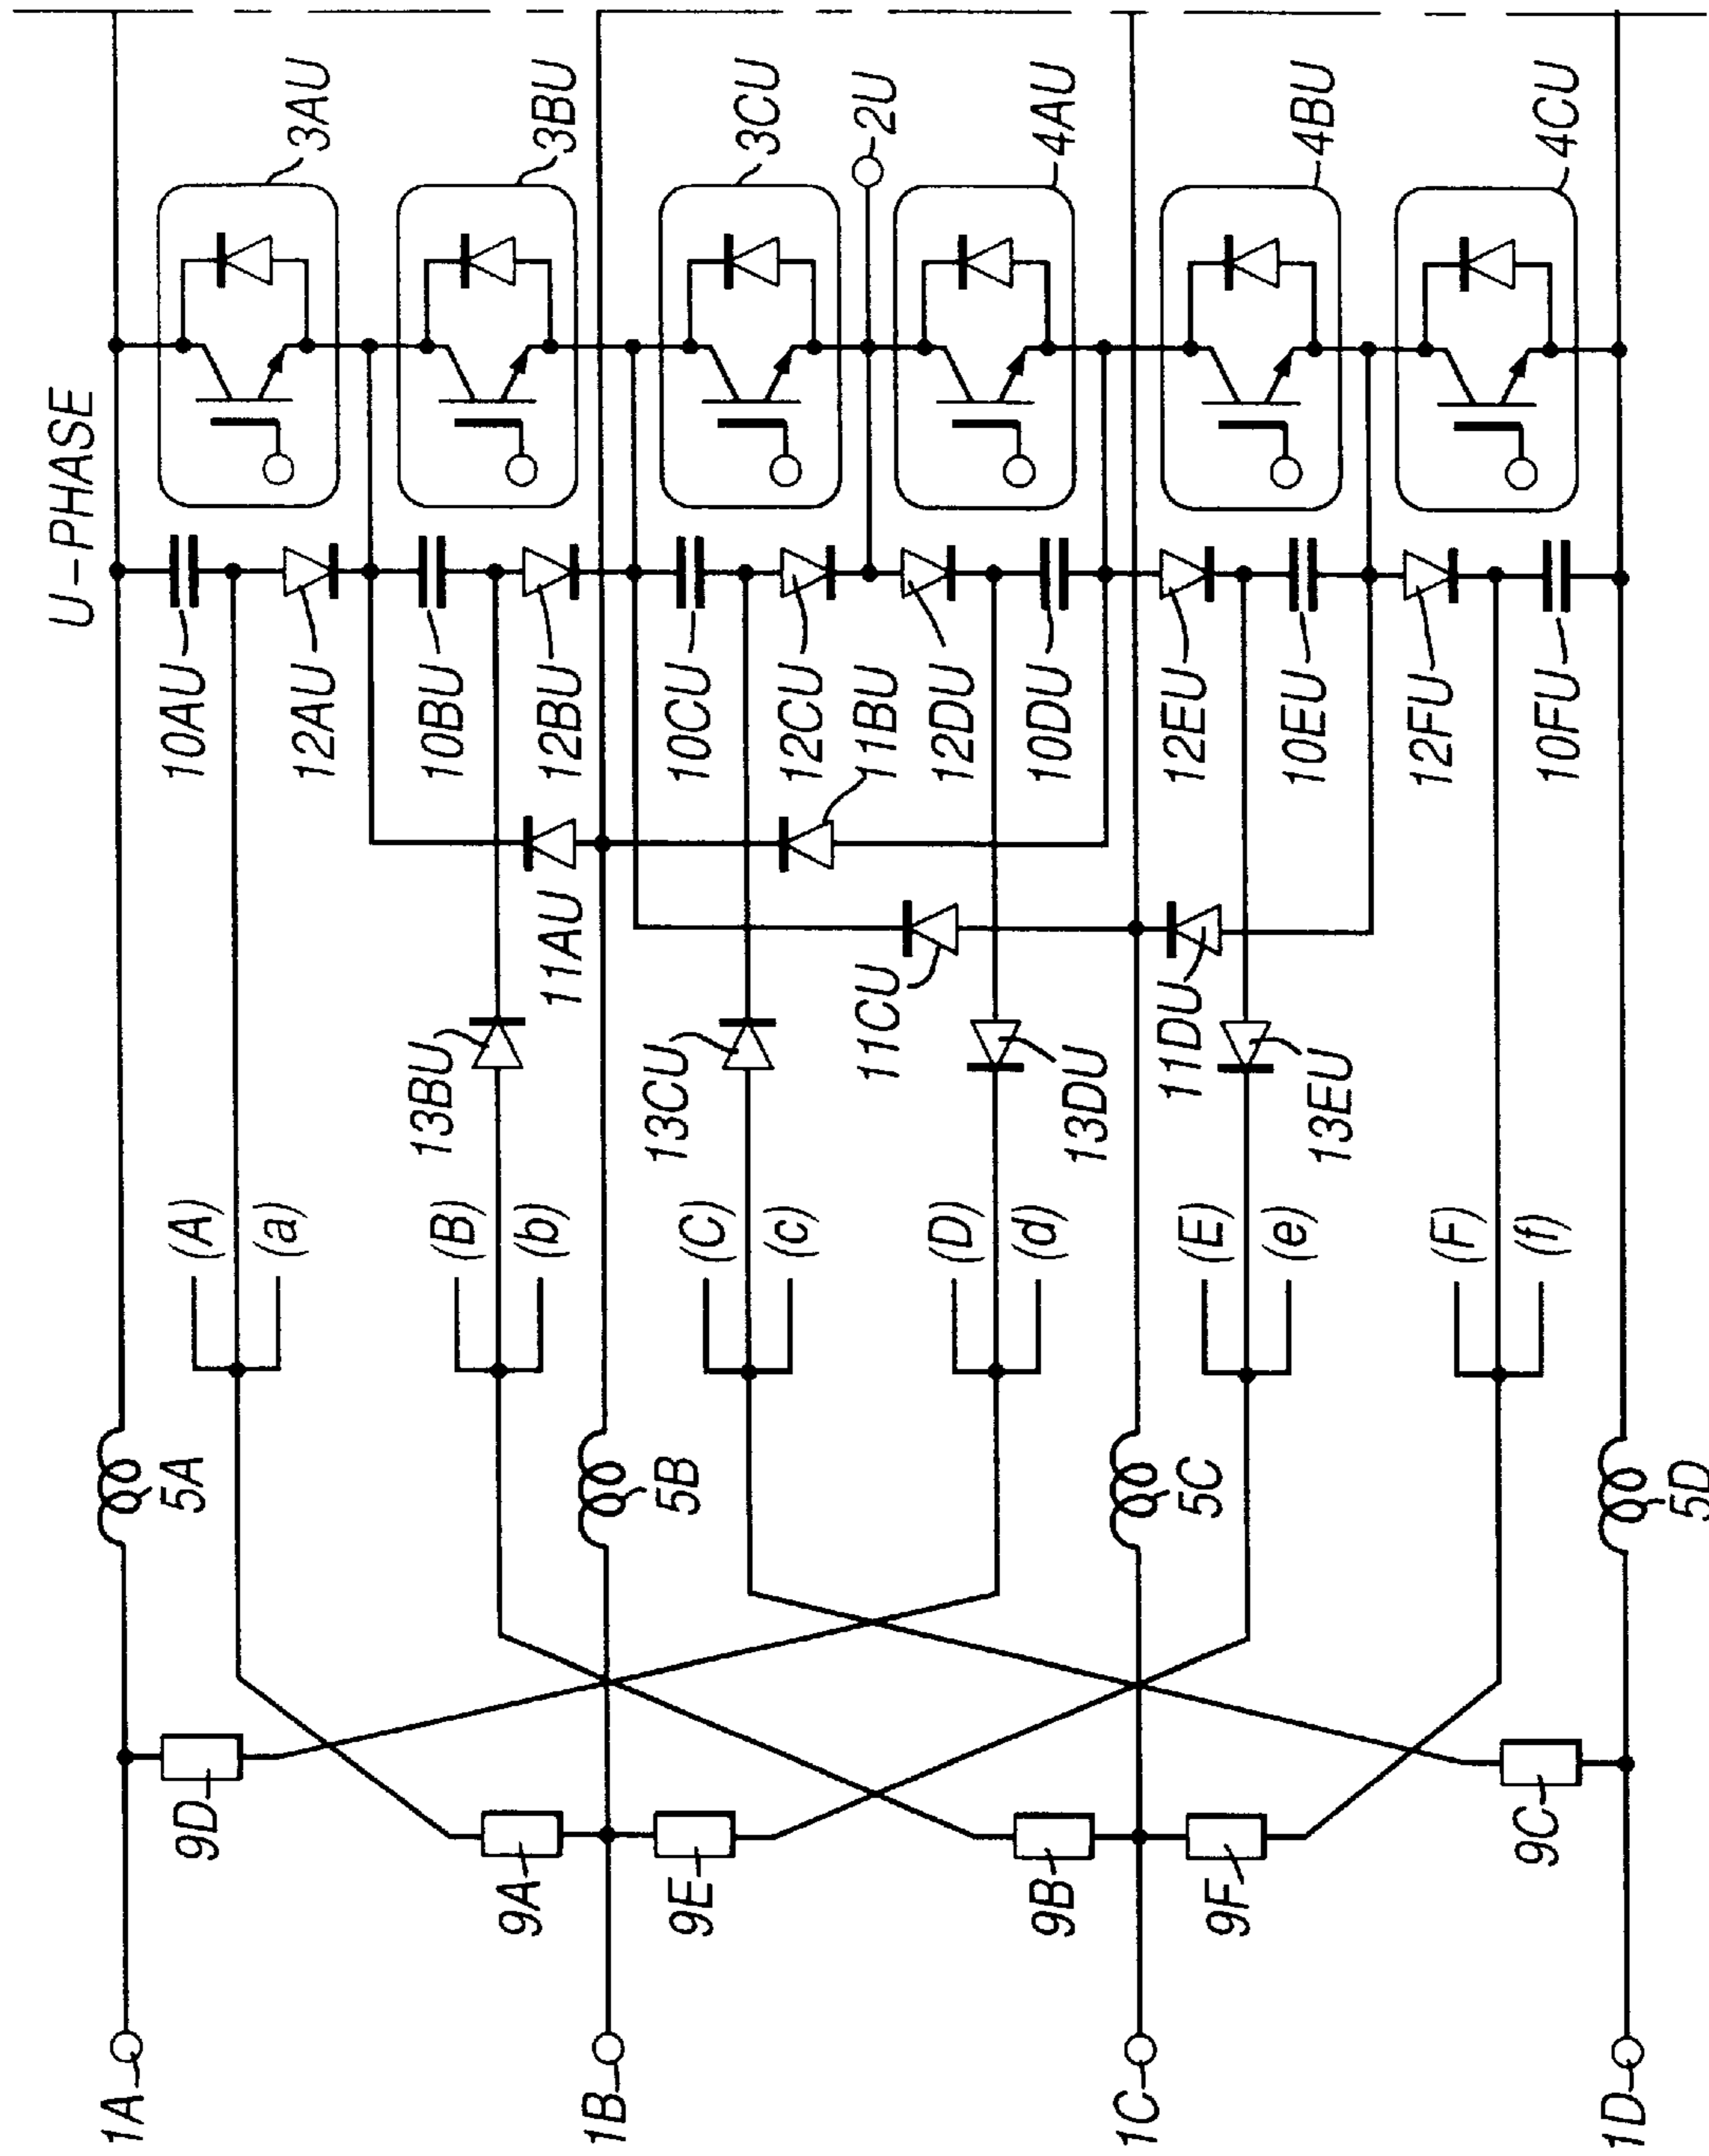 U-PHASE
3AU
3BU
3CU
2U
4AU
4BU
4CU
10AU
12AU
10BU
12BU
10CU
12CU
11BU
12DU
10DU
12EU
10EU
12FU
10FU
11AU
11CU
11DU
13BU
13CU
13DU
13EU
(A)
(a)
(B)
(b)
(C)
(c)
(D)
(d)
(E)
(e)
(F)
(f)
5A
5B
5C
5D
9D
9A
9E
9B
9F
9C
1A
1B
1C
1D